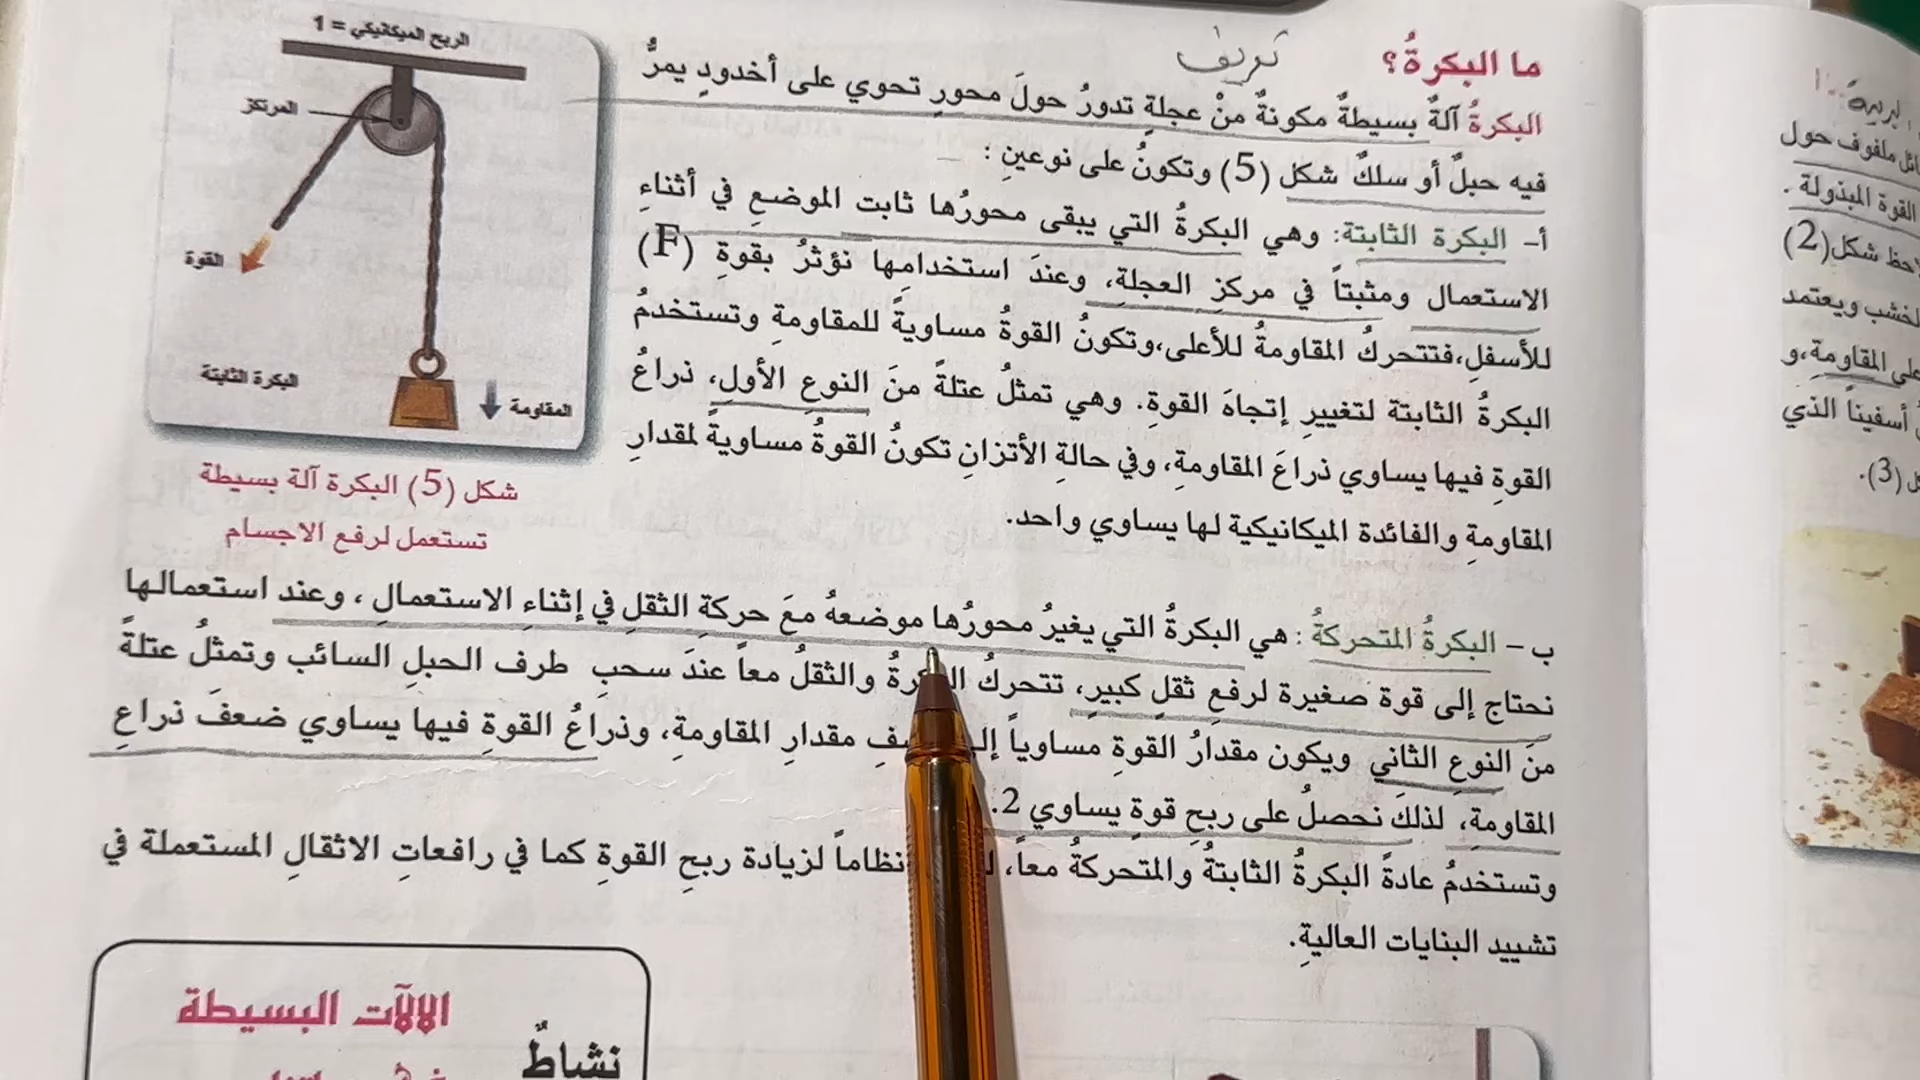 ما البكرةُ؟
تعريف
البكرةُ آلةٌ بسيطةٌ مكونةٌ منْ عجلةٍ تدورُ حولَ محورٍ تحوي على أخدودٍ يمرُّ
فيه حبلٌ أو سلكٌ شكل (5) وتكونُ على نوعينِ :
أ- البكرة الثابتة: وهي البكرةُ التي يبقى محورُها ثابت الموضعِ في أثناءِ
الاستعمال ومثبتاً في مركزِ العجلةِ، وعندَ استخدامِها نؤثرُ بقوةِ (F)
للأسفلِ،فتتحركُ المقاومةُ للأعلى،وتكونُ القوةُ مساويةً للمقاومةِ وتستخدمُ
البكرةُ الثابتة لتغييرِ إتجاهَ القوةِ. وهي تمثلُ عتلةً منَ النوعِ الأولِ، ذراعُ
القوةِ فيها يساوي ذراعَ المقاومةِ، وفي حالةِ الأتزانِ تكونُ القوةُ مساويةً لمقدارِ
المقاومةِ والفائدة الميكانيكية لها يساوي واحد.
الربح الميكانيكي = 1
المرتكز
القوة
البكرة الثابتة
المقاومة
شكل (5) البكرة آلة بسيطة
تستعمل لرفع الاجسام
ب - البكرةُ المتحركةُ : هي البكرةُ التي يغيرُ محورُها موضعهُ معَ حركةِ الثقلِ في إثناءِ الاستعمالِ ، وعند استعمالها
نحتاج إلى قوة صغيرة لرفعِ ثقلٍ كبيرٍ، تتحركُ والثقلُ معاً عندَ سحبِ طرف الحبلِ السائب وتمثلُ عتلةً
منَ النوعِ الثاني ويكون مقدارُ القوةِ مساوياً مقدارِ المقاومةِ، وذراعُ القوةِ فيها يساوي ضعفَ ذراعِ
المقاومةِ، لذلكَ نحصلُ على ربحِ قوةٍ يساوي 2.
وتستخدمُ عادةً البكرةُ الثابتةُ والمتحركةُ معاً، نظاماً لزيادة ربحِ القوةِ كما في رافعاتِ الاثقالِ المستعملة في
تشييد البنايات العاليةِ.
الالآت البسيطة
نشاطٌ
ملفوف حول
القوة المبذولة .
شكل(2)
ويعتمد
على المقاومةِ،و
أسفيناً الذي
(3).